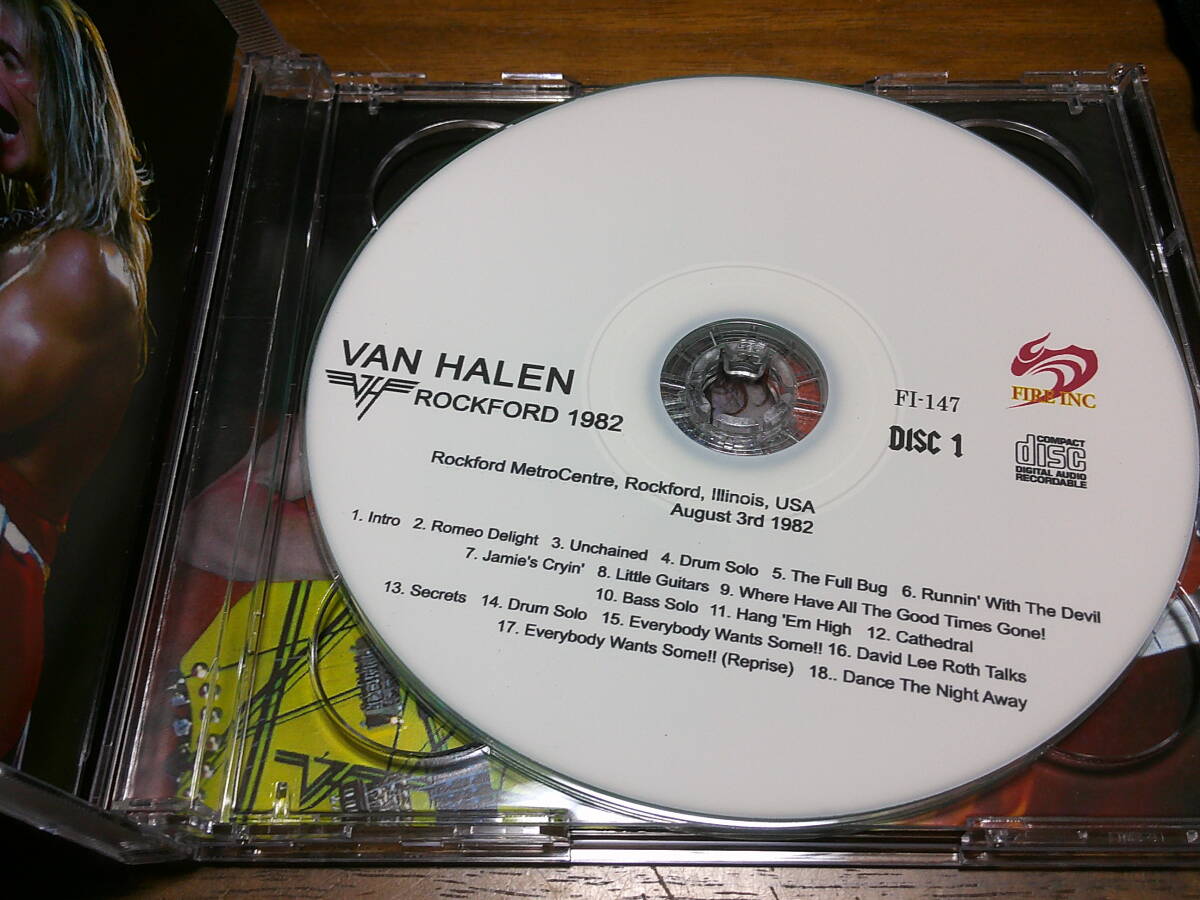 VAN HALEN
VH ROCKFORD 1982
FI-147
DISC 1
FIRE INC
COMPACT
disc
DIGITAL AUDIO
RECORDABLE
Rockford MetroCentre, Rockford, Illinois, USA
August 3rd 1982
1. Intro 2. Romeo Delight 3. Unchained 4. Drum Solo 5. The Full Bug 6. Runnin' With The Devil
7. Jamie's Cryin' 8. Little Guitars 9. Where Have All The Good Times Gone!
10. Bass Solo 11. Hang 'Em High 12. Cathedral
13. Secrets 14. Drum Solo 15. Everybody Wants Some!! 16. David Lee Roth Talks
17. Everybody Wants Some!! (Reprise) 18.. Dance The Night Away
VH